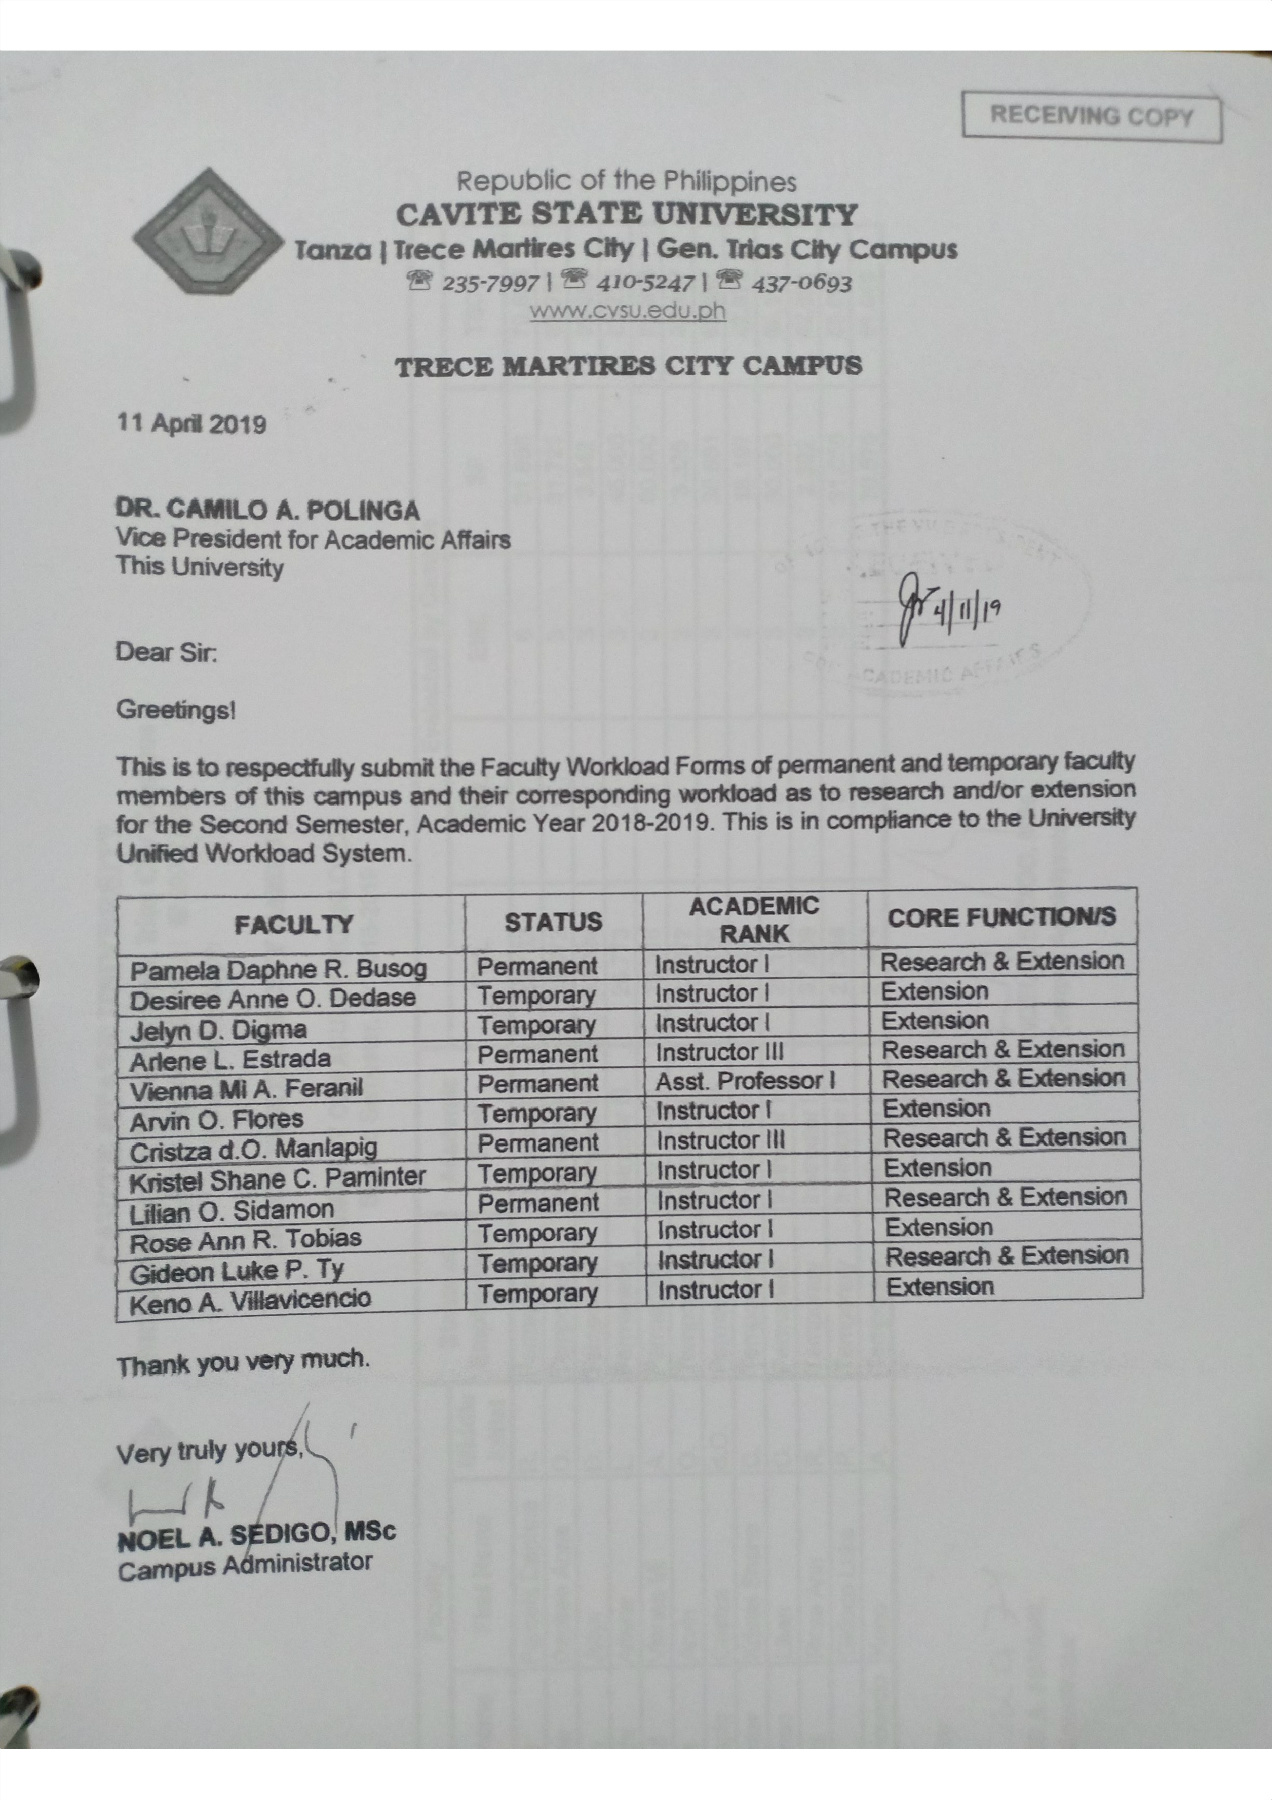 RECEIVING COPY
Republic of the Philippines
CAVITE STATE UNIVERSITY
Tanza | Trece Martires City | Gen. Trias City Campus
☎ 235-7997 | ☎ 410-5247 | ☎ 437-0693
www.cvsu.edu.ph
TRECE MARTIRES CITY CAMPUS
11 April 2019
DR. CAMILO A. POLINGA
Vice President for Academic Affairs
This University
4/11/19
ACADEMIC AFFAIRS
Dear Sir:
Greetings!
This is to respectfully submit the Faculty Workload Forms of permanent and temporary faculty
members of this campus and their corresponding workload as to research and/or extension
for the Second Semester, Academic Year 2018-2019. This is in compliance to the University
Unified Workload System.
FACULTY STATUS ACADEMIC RANK CORE FUNCTION/S
Pamela Daphne R. Busog Permanent Instructor I Research & Extension
Desiree Anne O. Dedase Temporary Instructor I Extension
Jelyn D. Digma Temporary Instructor I Extension
Arlene L. Estrada Permanent Instructor III Research & Extension
Vienna Mi A. Feranil Permanent Asst. Professor I Research & Extension
Arvin O. Flores Temporary Instructor I Extension
Cristza d.O. Manlapig Permanent Instructor III Research & Extension
Kristel Shane C. Paminter Temporary Instructor I Extension
Lilian O. Sidamon Permanent Instructor I Research & Extension
Rose Ann R. Tobias Temporary Instructor I Extension
Gideon Luke P. Ty Temporary Instructor I Research & Extension
Keno A. Villavicencio Temporary Instructor I Extension
Thank you very much.
Very truly yours,
NOEL A. SEDIGO, MSc
Campus Administrator